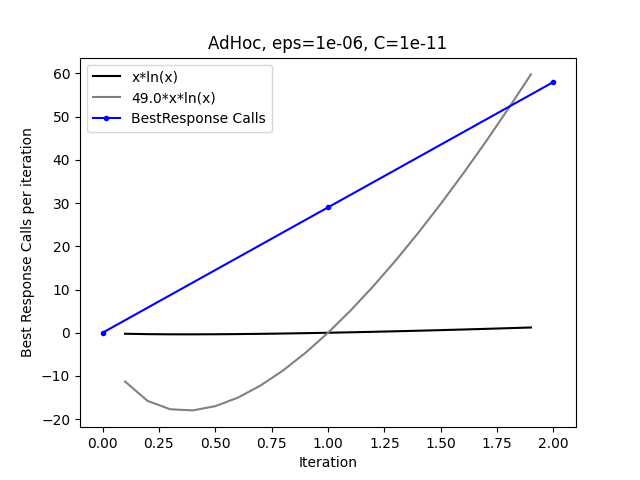 AdHoc, eps=1e-06, C=1e-11
x*ln(x)
49.0*x*ln(x)
BestResponse Calls
Best Response Calls per iteration
60
50
40
30
20
10
0
−10
−20
0.00 0.25 0.50 0.75 1.00 1.25 1.50 1.75 2.00
Iteration